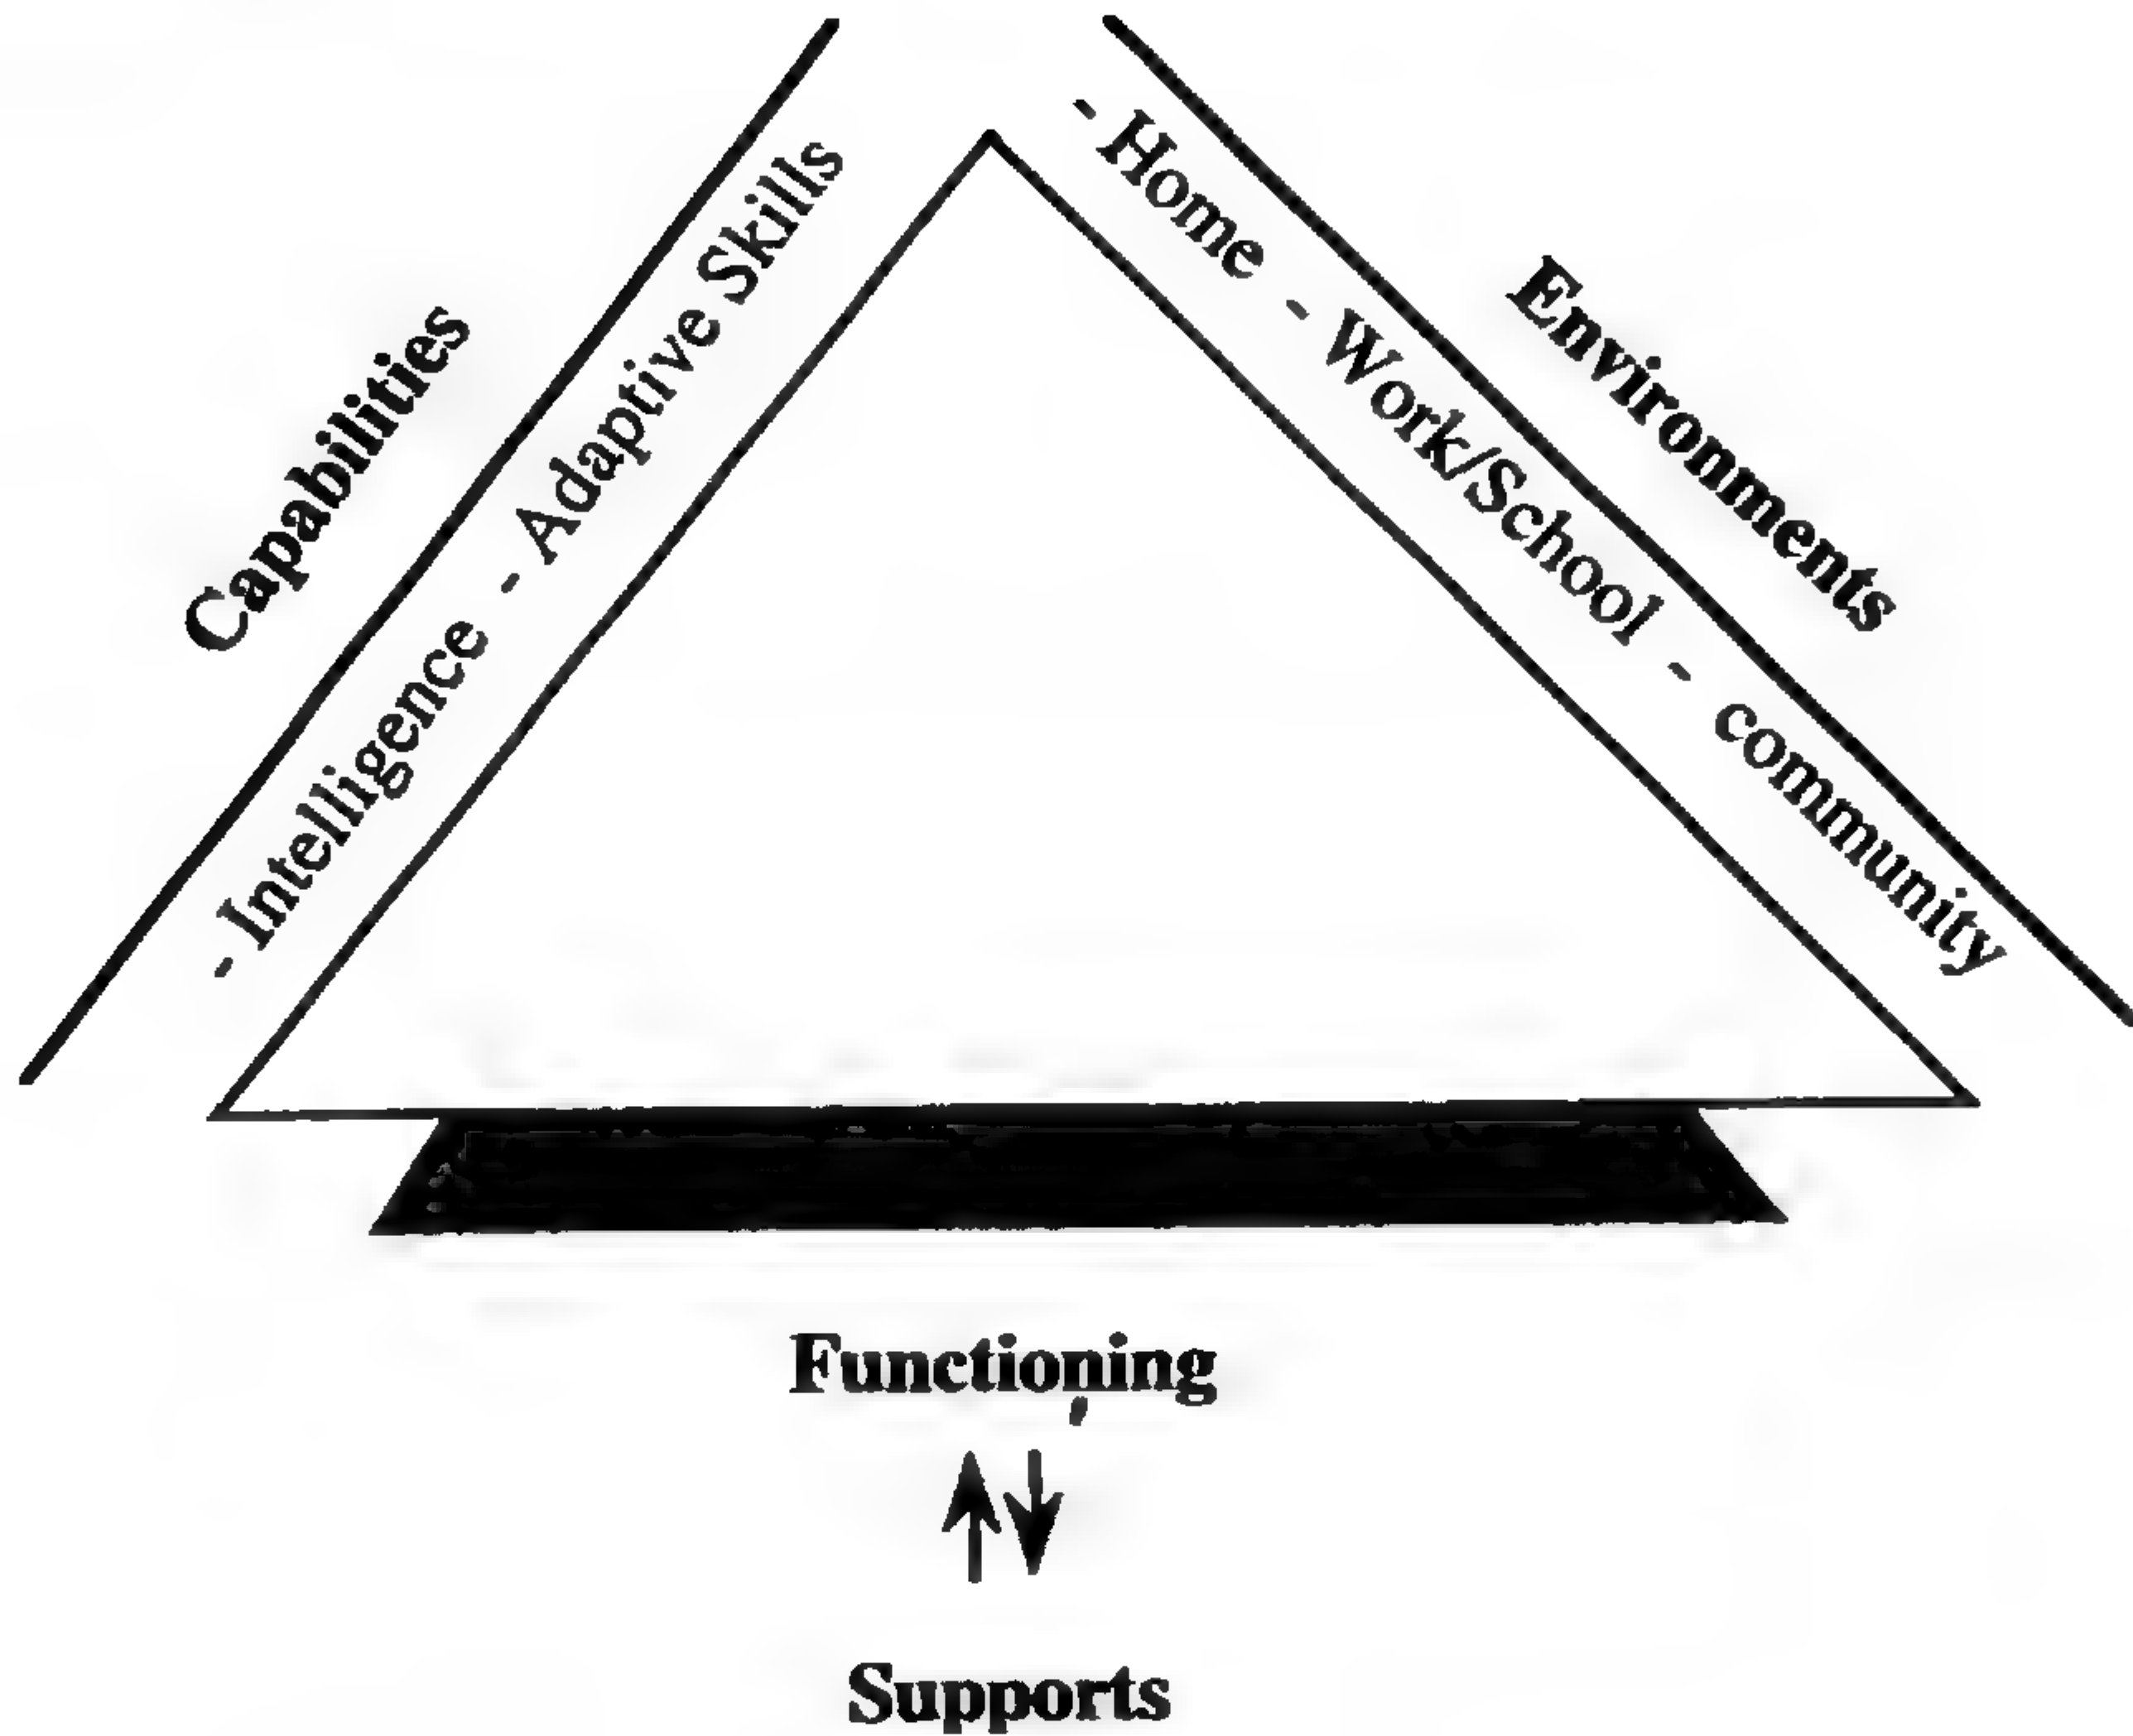 Capabilities
- Intelligence - Adaptive Skills
- Home - Work/School - community
Environments
Functioning
Supports